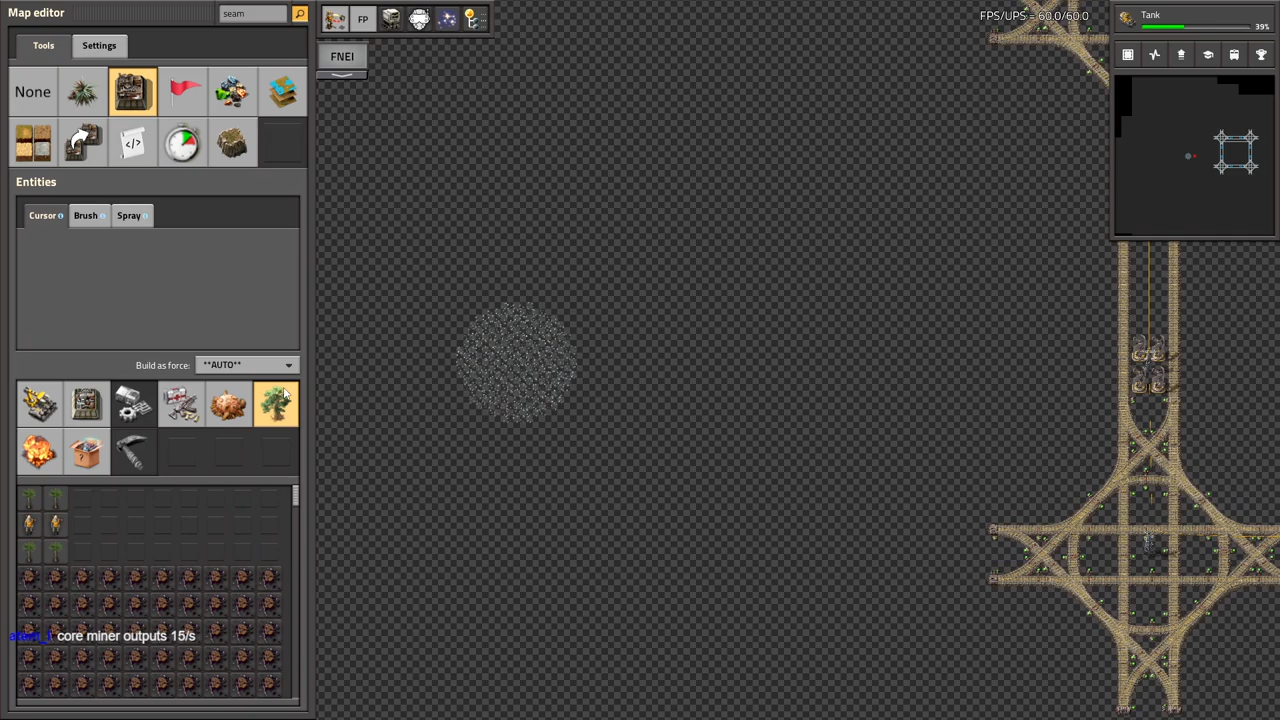 Map editor
seam
Tools
Settings
None
Entities
Cursor
Brush
Spray
Build as force:
**AUTO**
core miner outputs 15/s
FP
FNEI
FPS/UPS = 60.0/60.0
Tank
39%